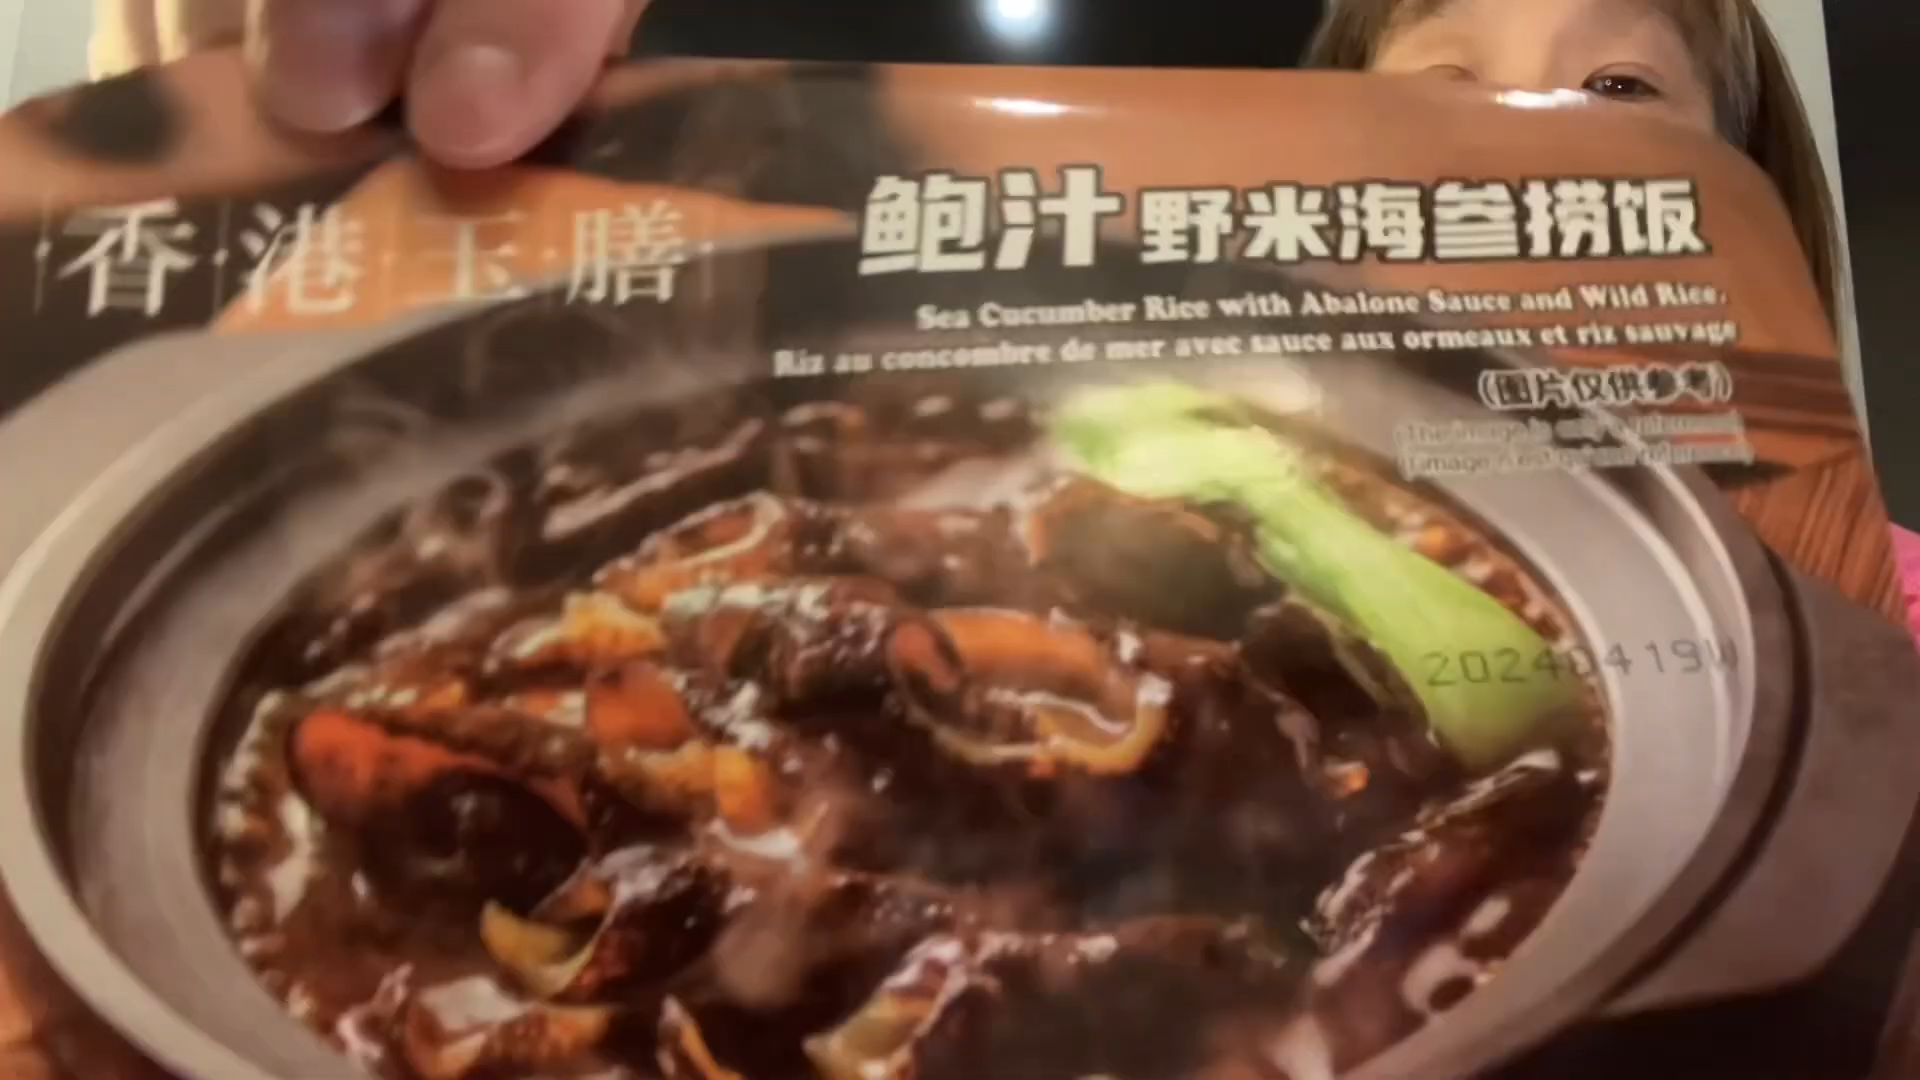 香港玉膳
鲍汁野米海参捞饭
Sea Cucumber Rice with Abalone Sauce and Wild Rice.
Riz au concombre de mer avec sauce aux ormeaux et riz sauvage
(图片仅供参考)
20240419W